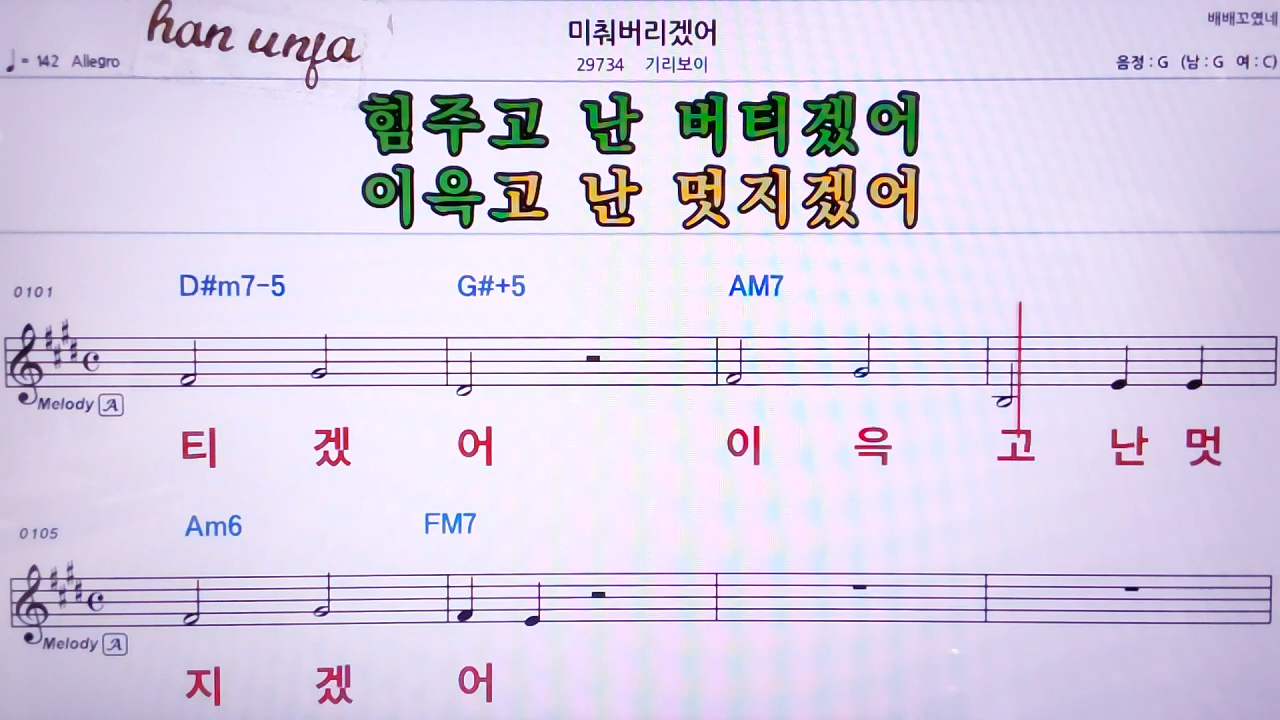 han unfa
미춰버리겠어
배배꼬였네
♩= 142 Allegro
29734 기리보이
음정 : G (남 : G 여 : C)
힘주고 난 버티겠어
이윽고 난 멋지겠어
0101 D#m7-5 G#+5 AM7
Melody A
티 겠 어 이 윽 고 난 멋
0105 Am6 FM7
Melody A
지 겠 어